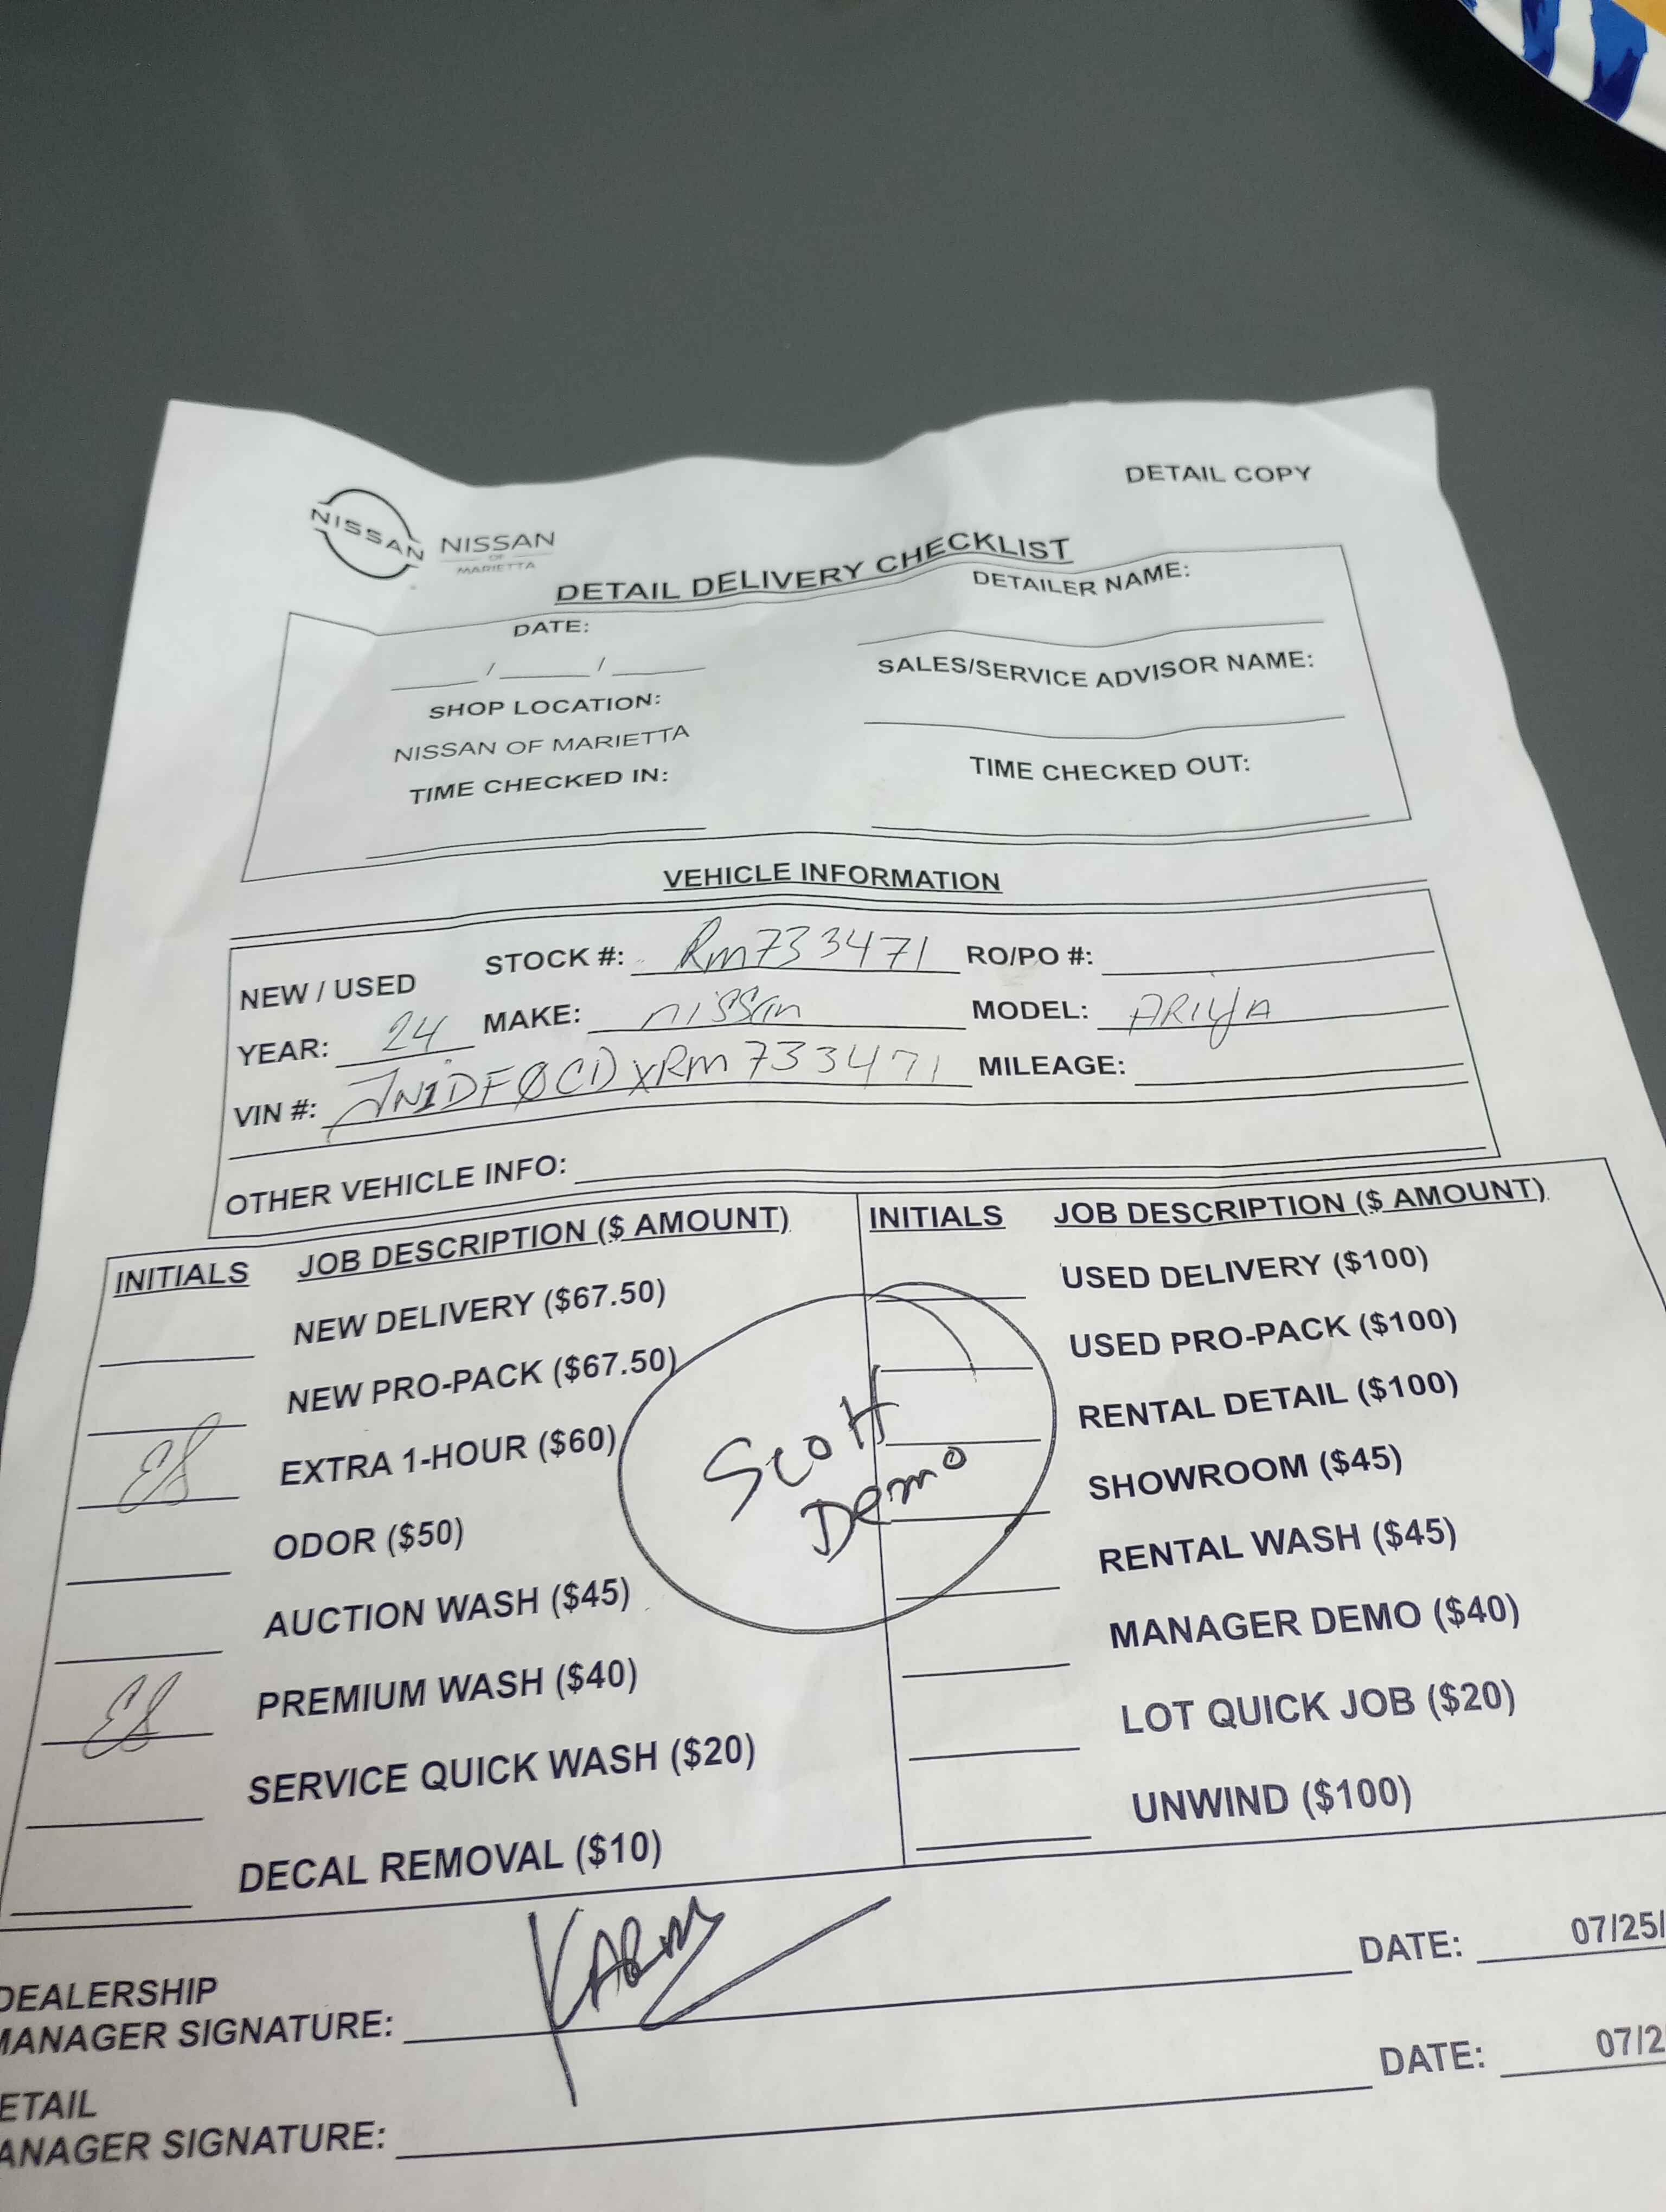 DETAIL COPY
NISSAN
NISSAN
OF
MARIETTA
DETAIL DELIVERY CHECKLIST
DATE:
DETAILER NAME:
/ /
SHOP LOCATION:
SALES/SERVICE ADVISOR NAME:
NISSAN OF MARIETTA
TIME CHECKED IN:
TIME CHECKED OUT:
VEHICLE INFORMATION
NEW / USED STOCK #: Rm733471 RO/PO #:
YEAR: 24 MAKE: nissan MODEL: ARIYA
VIN #: JN1DF0CDXRM733471 MILEAGE:
OTHER VEHICLE INFO:
INITIALS JOB DESCRIPTION ($ AMOUNT)
NEW DELIVERY ($67.50)
NEW PRO-PACK ($67.50)
ES EXTRA 1-HOUR ($60)
ODOR ($50)
AUCTION WASH ($45)
ES PREMIUM WASH ($40)
SERVICE QUICK WASH ($20)
DECAL REMOVAL ($10)
Scott
Demo
INITIALS JOB DESCRIPTION ($ AMOUNT)
USED DELIVERY ($100)
USED PRO-PACK ($100)
RENTAL DETAIL ($100)
SHOWROOM ($45)
RENTAL WASH ($45)
MANAGER DEMO ($40)
LOT QUICK JOB ($20)
UNWIND ($100)
DEALERSHIP
MANAGER SIGNATURE: DATE: 07/25/
ETAIL
ANAGER SIGNATURE: DATE: 07/2